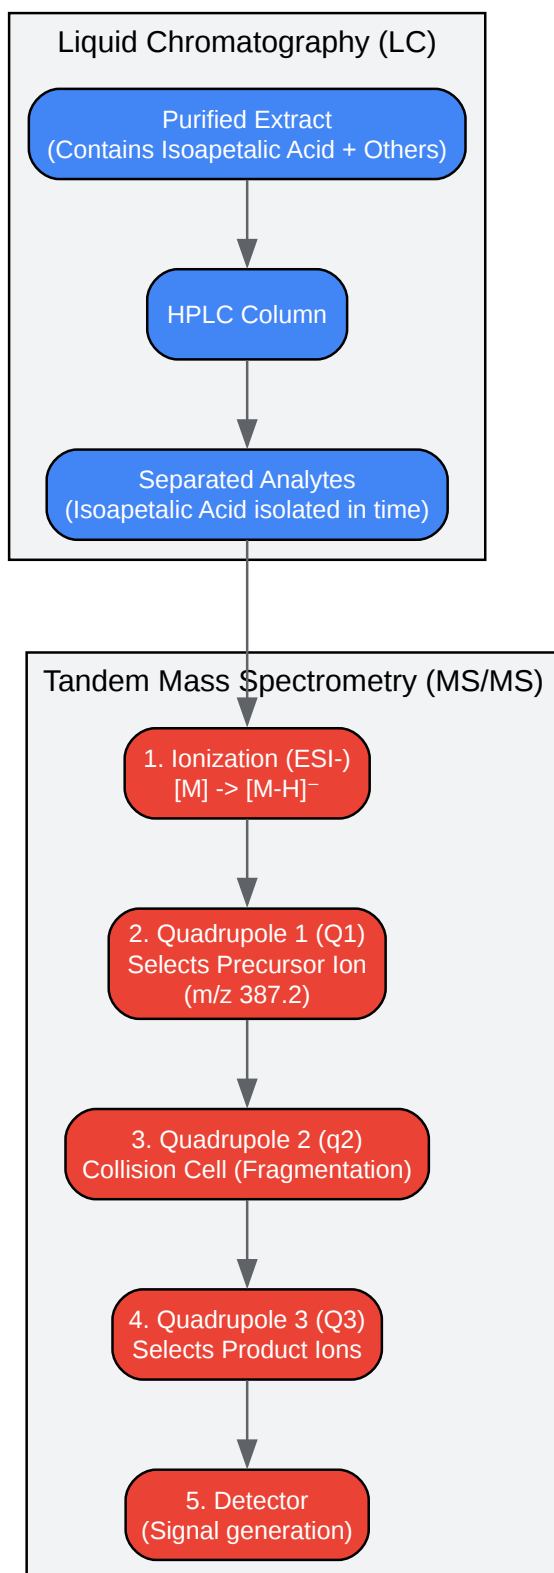 Liquid Chromatography (LC)
Purified Extract
(Contains Isoapetalic Acid + Others)
HPLC Column
Separated Analytes
(Isoapetalic Acid isolated in time)
Tandem Mass Spectrometry (MS/MS)
1. Ionization (ESI-)
[M] -> [M-H]⁻
2. Quadrupole 1 (Q1)
Selects Precursor Ion
(m/z 387.2)
3. Quadrupole 2 (q2)
Collision Cell (Fragmentation)
4. Quadrupole 3 (Q3)
Selects Product Ions
5. Detector
(Signal generation)